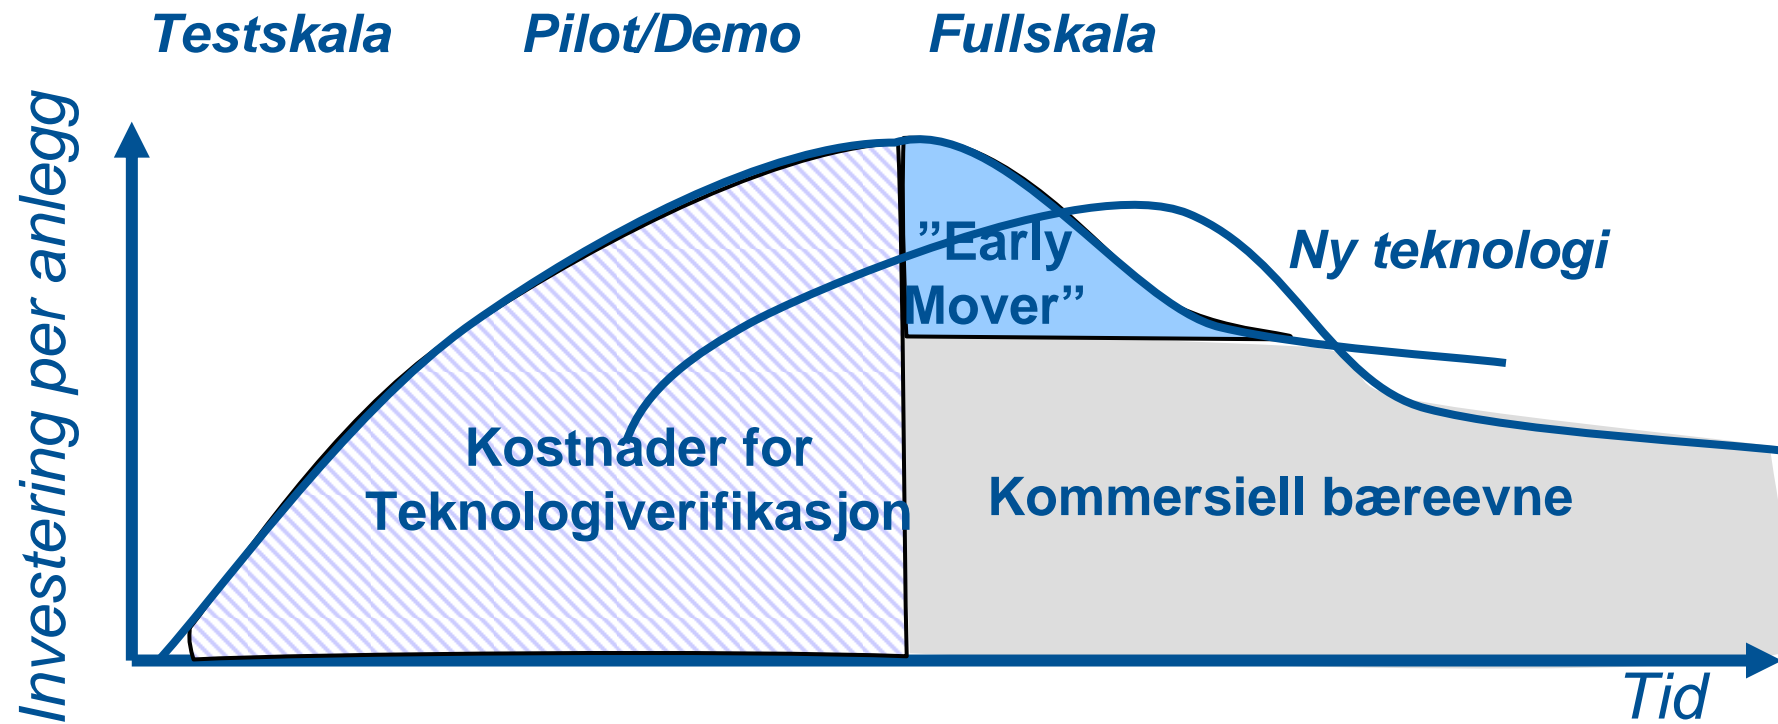 Testskala Pilot/Demo Fullskala
Investering per anlegg
”Early
Mover”
Ny teknologi
Kostnader for
Teknologiverifikasjon
Kommersiell bæreevne
Tid